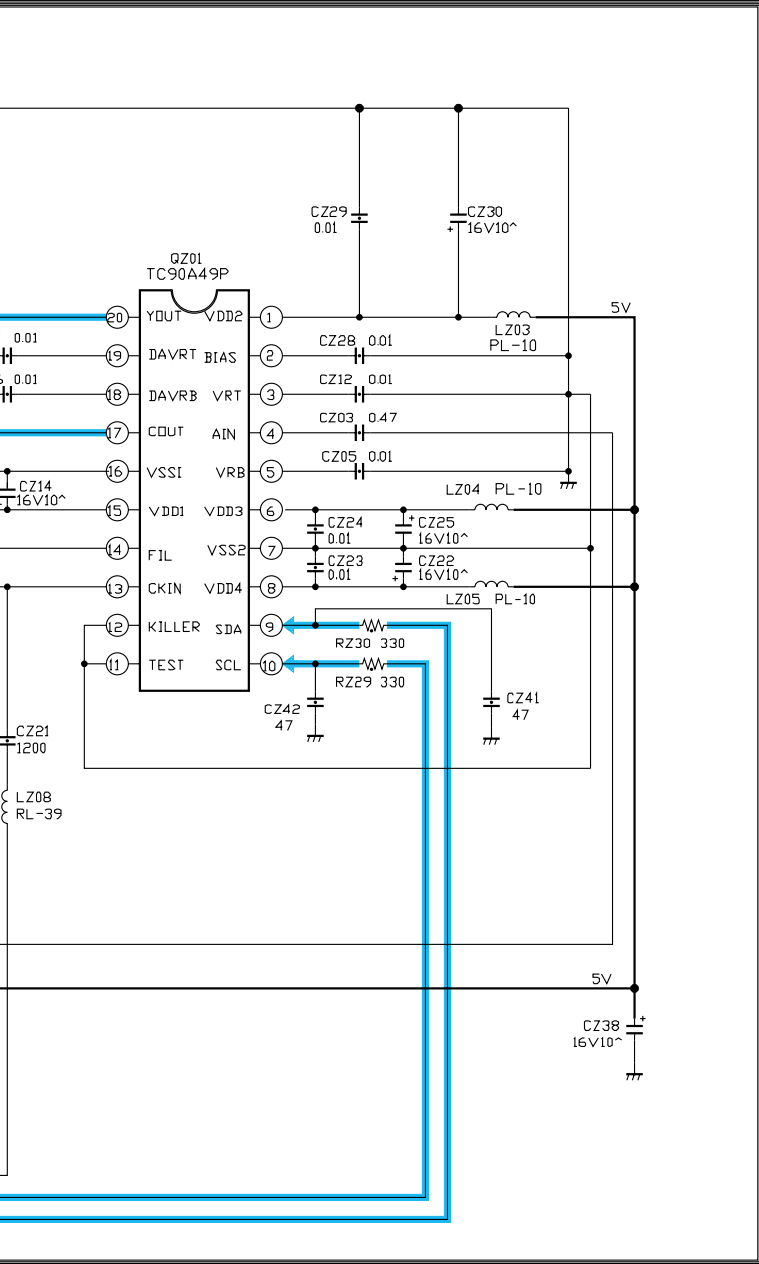 CZ29
0.01
CZ30
16V10^
QZ01
TC90A49P
20 YOUT VDD2 1
5V
LZ03
PL-10
0.01
19 DAVRT BIAS 2
CZ28 0.01
0.01
18 DAVRB VRT 3
CZ12 0.01
17 COUT AIN 4
CZ03 0.47
16 VSSI VRB 5
CZ05 0.01
CZ14
16V10^
LZ04 PL-10
15 VDD1 VDD3 6
CZ24
0.01
CZ25
16V10^
14 FIL VSS2 7
CZ23
0.01
CZ22
16V10^
13 CKIN VDD4 8
LZ05 PL-10
12 KILLER SDA 9
RZ30 330
11 TEST SCL 10
RZ29 330
CZ42
47
CZ41
47
CZ21
1200
LZ08
RL-39
5V
CZ38
16V10^